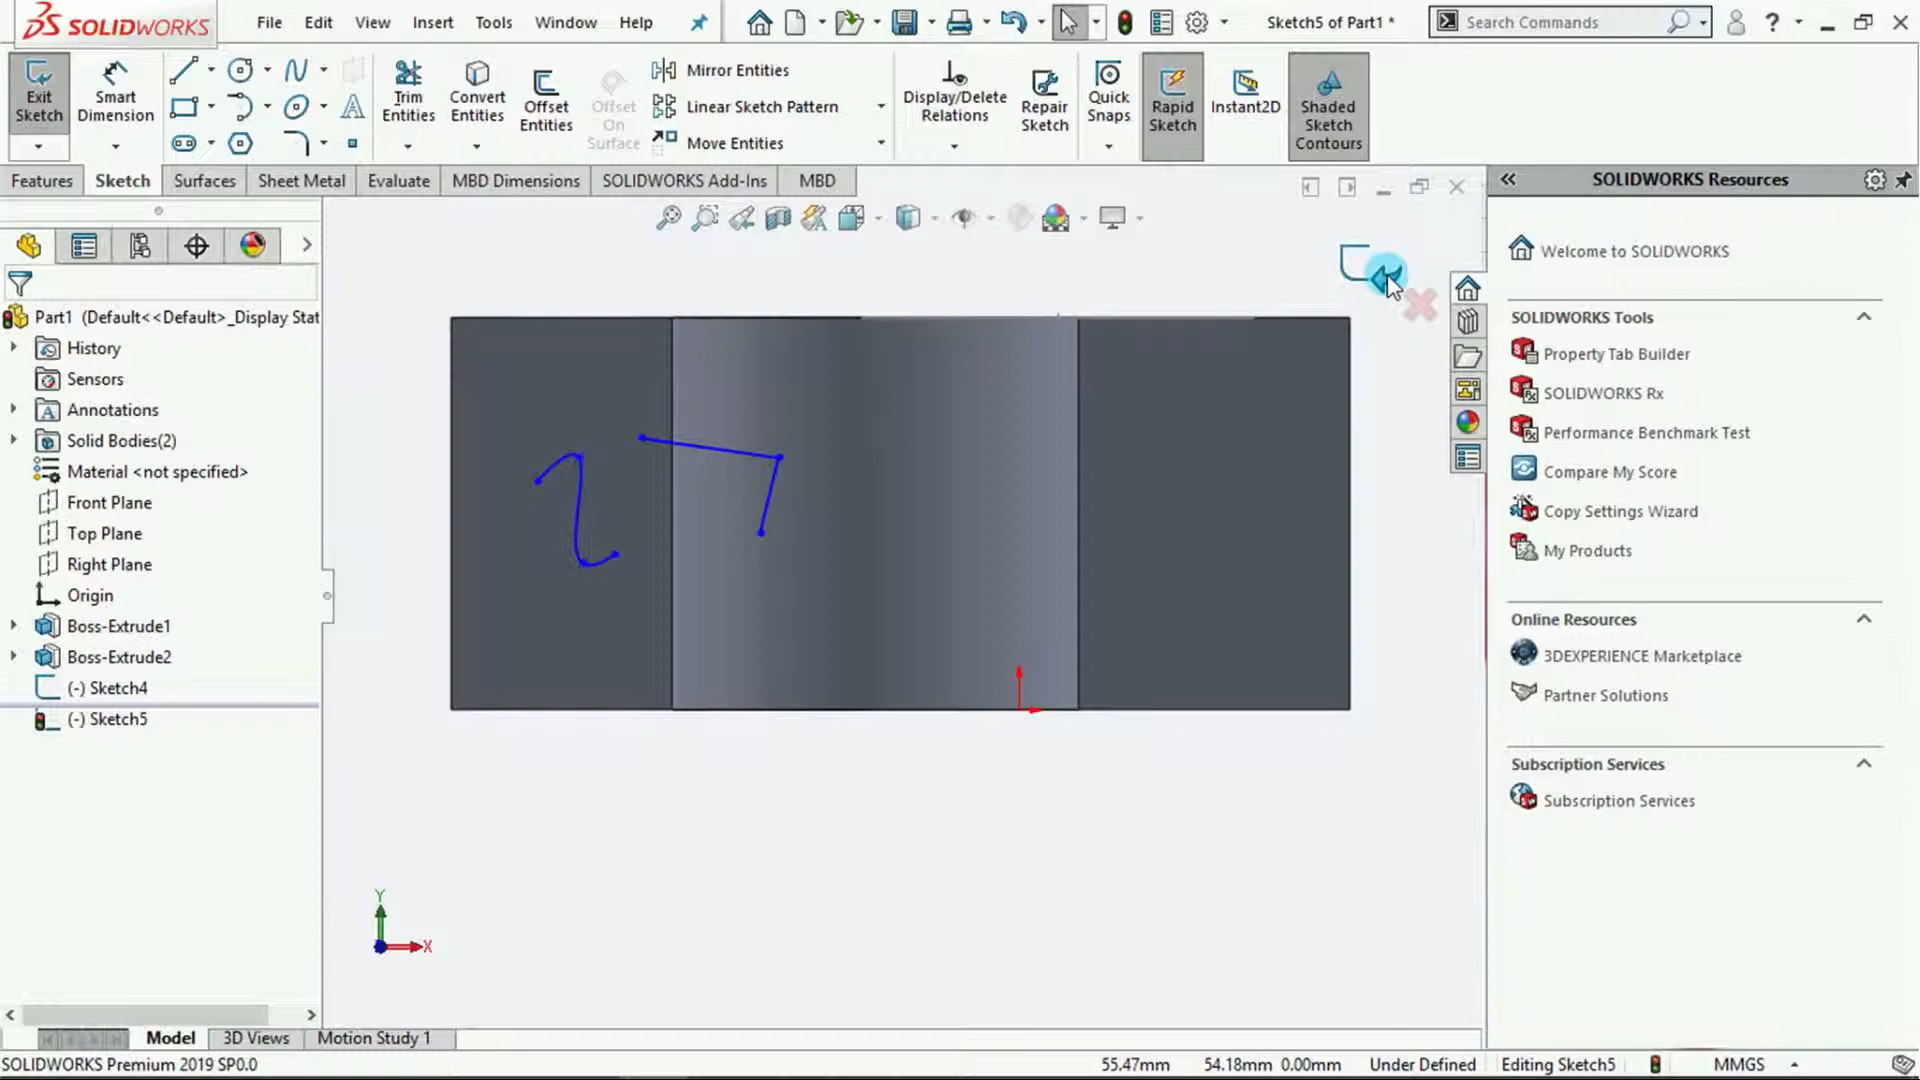 SOLIDWORKS File Edit View Insert Tools Window Help Sketch5 of Part1 * Search Commands ?
Exit Sketch
Smart Dimension
Trim Entities
Convert Entities
Offset Entities
Offset On Surface
Mirror Entities
Linear Sketch Pattern
Move Entities
Display/Delete Relations
Repair Sketch
Quick Snaps
Rapid Sketch
Instant2D
Shaded Sketch Contours
Features Sketch Surfaces Sheet Metal Evaluate MBD Dimensions SOLIDWORKS Add-Ins MBD
Part1 (Default<<Default>_Display Stat
History
Sensors
Annotations
Solid Bodies(2)
Material <not specified>
Front Plane
Top Plane
Right Plane
Origin
Boss-Extrude1
Boss-Extrude2
(-) Sketch4
(-) Sketch5
Y
X
SOLIDWORKS Resources
Welcome to SOLIDWORKS
SOLIDWORKS Tools
Property Tab Builder
SOLIDWORKS Rx
Performance Benchmark Test
Compare My Score
Copy Settings Wizard
My Products
Online Resources
3DEXPERIENCE Marketplace
Partner Solutions
Subscription Services
Subscription Services
Model 3D Views Motion Study 1
SOLIDWORKS Premium 2019 SP0.0 55.47mm 54.18mm 0.00mm Under Defined Editing Sketch5 MMGS